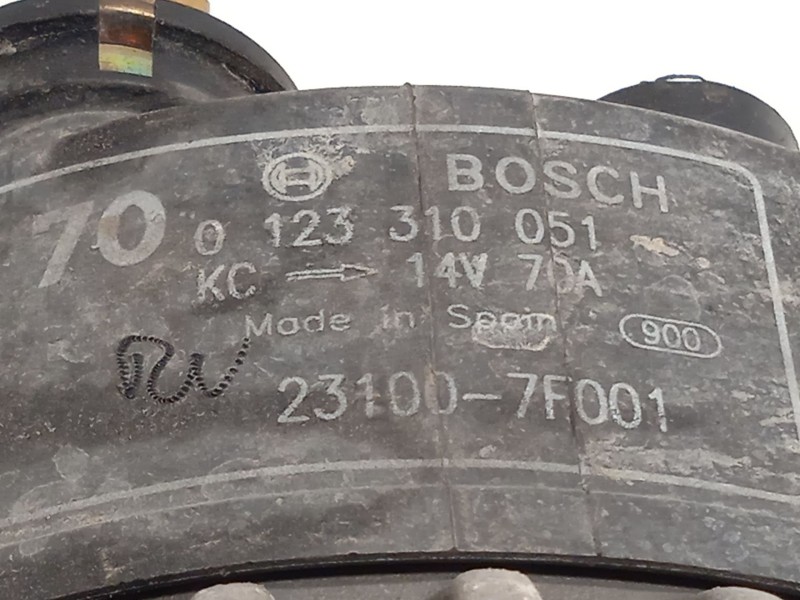 BOSCH
70
0 123 310 051
KC → 14V 70A
Made in Spain
900
23100-7F001